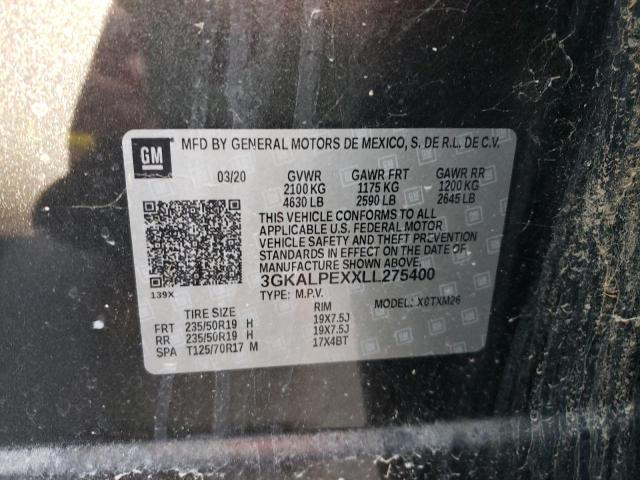 GM
MFD BY GENERAL MOTORS DE MEXICO, S. DE R.L. DE C.V.
03/20 GVWR GAWR FRT GAWR RR
2100 KG 1175 KG 1200 KG
4630 LB 2590 LB 2645 LB
THIS VEHICLE CONFORMS TO ALL
APPLICABLE U.S. FEDERAL MOTOR
VEHICLE SAFETY AND THEFT PREVENTION
STANDARDS IN EFFECT ON THE DATE OF
MANUFACTURE SHOWN ABOVE.
3GKALPEXXLL275400
139X TYPE: M.P.V. MODEL: X0TXM26
TIRE SIZE RIM
FRT 235/50R19 H 19X7.5J
RR 235/50R19 H 19X7.5J
SPA T125/70R17 M 17X4BT